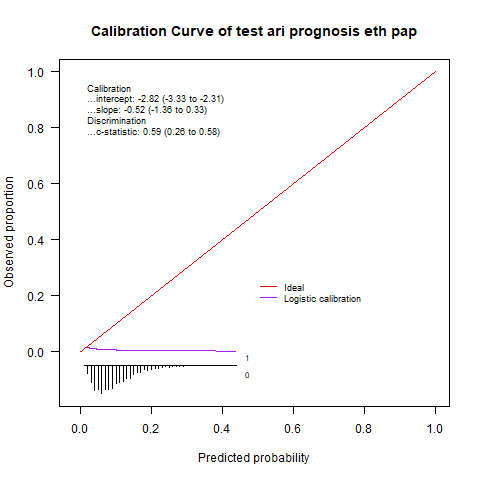 Calibration Curve of test ari prognosis eth pap
Calibration
...intercept: -2.82 (-3.33 to -2.31)
...slope: -0.52 (-1.36 to 0.33)
Discrimination
...c-statistic: 0.59 (0.26 to 0.58)
Observed proportion
1.0
0.8
0.6
0.4
0.2
0.0
Ideal
Logistic calibration
1
0
0.0 0.2 0.4 0.6 0.8 1.0
Predicted probability